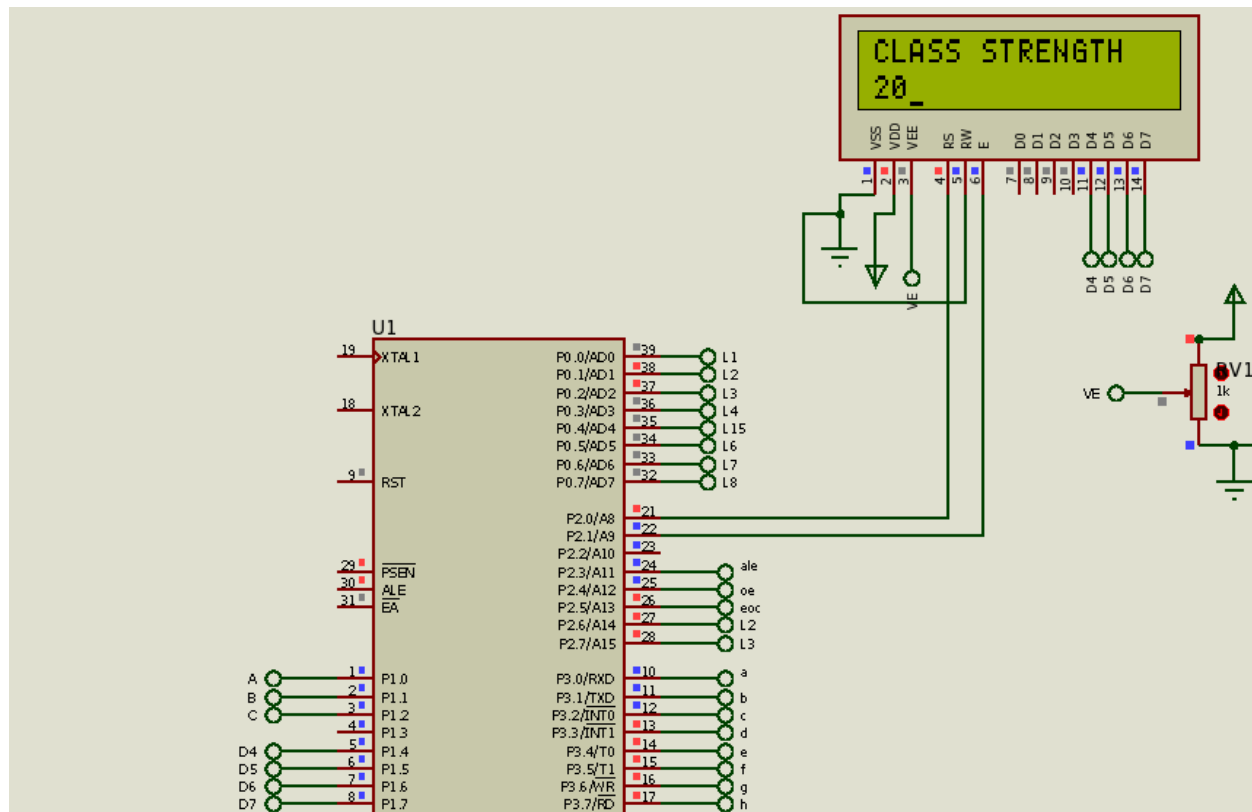 CLASS STRENGTH
20_
VSS
VDD
VEE
RS
RW
E
D0
D1
D2
D3
D4
D5
D6
D7
1
2
3
4
5
6
7
8
9
10
11
12
13
14
VE
D4
D5
D6
D7
RV1
1k
VE
U1
19 XTAL1
18 XTAL2
9 RST
29 PSEN
30 ALE
31 EA
1 P1.0 A
2 P1.1 B
3 P1.2 C
4 P1.3
5 P1.4 D4
6 P1.5 D5
7 P1.6 D6
8 P1.7 D7
P0.0/AD0 39 L1
P0.1/AD1 38 L2
P0.2/AD2 37 L3
P0.3/AD3 36 L4
P0.4/AD4 35 L15
P0.5/AD5 34 L6
P0.6/AD6 33 L7
P0.7/AD7 32 L8
P2.0/A8 21
P2.1/A9 22
P2.2/A10 23
P2.3/A11 24 ale
P2.4/A12 25 oe
P2.5/A13 26 eoc
P2.6/A14 27 L2
P2.7/A15 28 L3
P3.0/RXD 10 a
P3.1/TXD 11 b
P3.2/INT0 12 c
P3.3/INT1 13 d
P3.4/T0 14 e
P3.5/T1 15 f
P3.6/WR 16 g
P3.7/RD 17 h